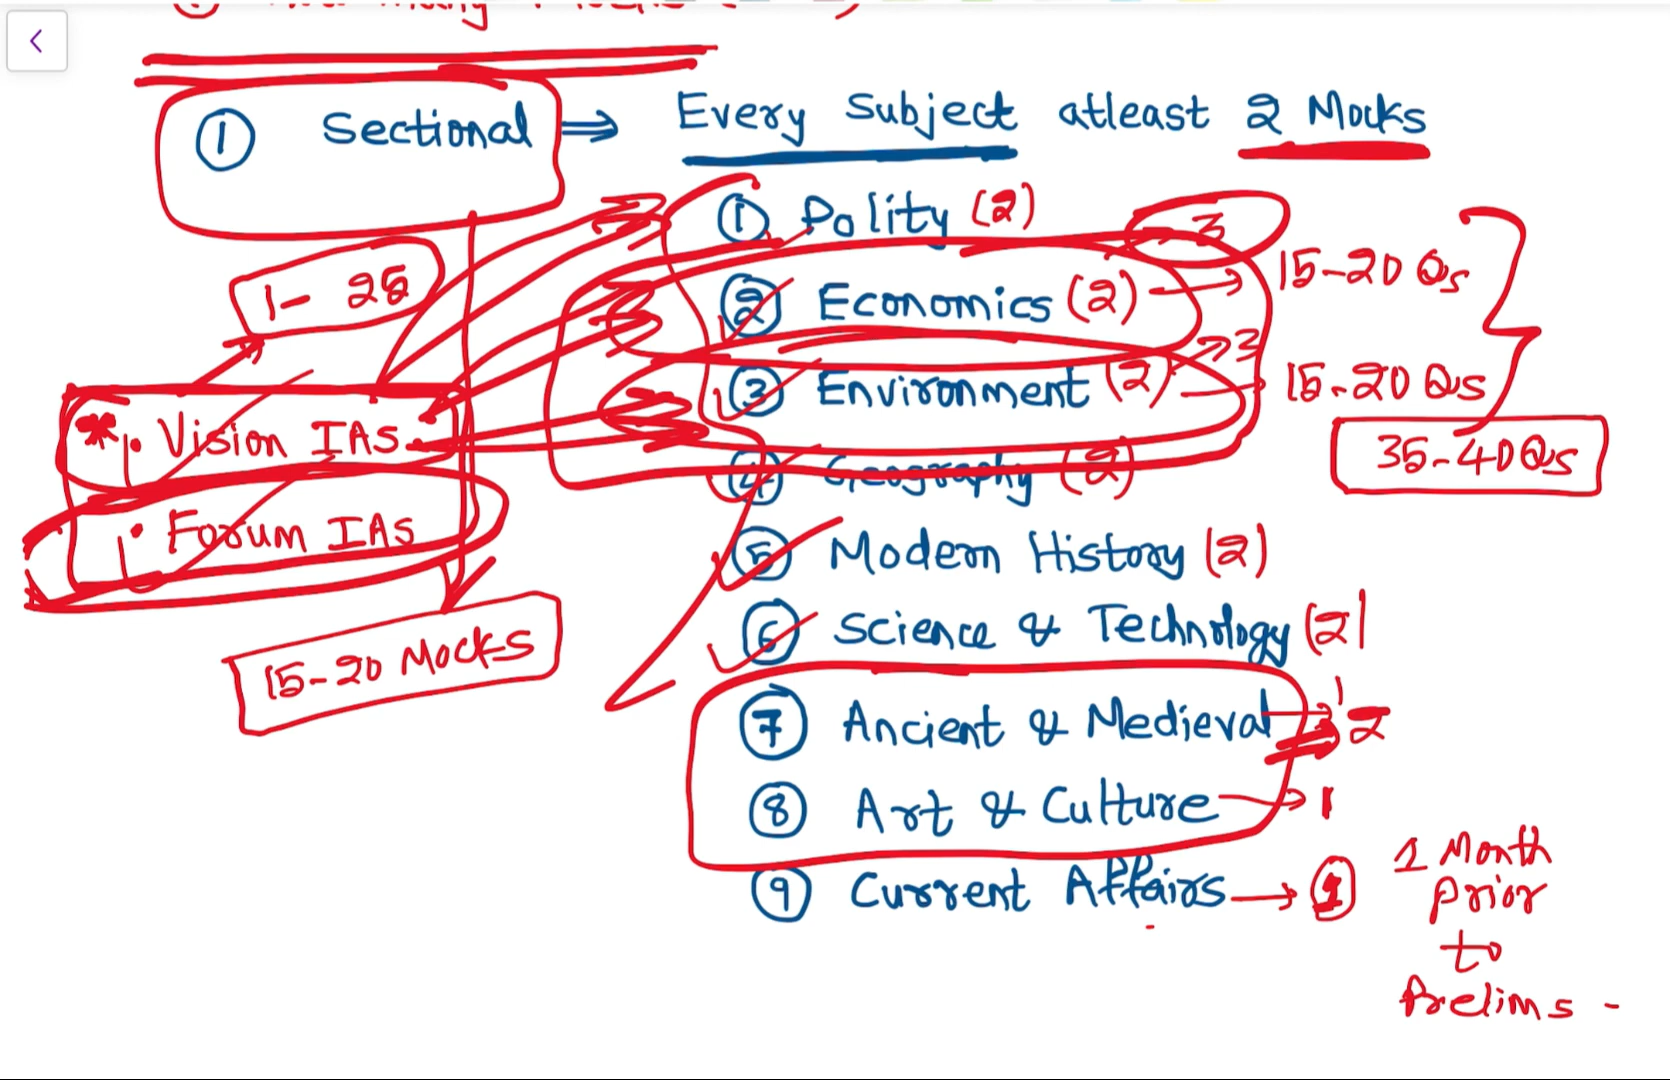 ① Sectional ⇒ Every Subject atleast 2 Mocks
① Polity (2)
3
② Economics (2) → 15-20 Qs
③ Environment (2) → 3
→ 15-20 Qs
35-40 Qs
④ Geography (2)
⑤ Modern History (2)
⑥ Science & Technology (2)
⑦ Ancient & Medieval →
⑧ Art & Culture → 1
⑨ Current Affairs →
1 Month
Prior
to
Prelims -
* 1. Vision IAS
Forum IAS
15-20 Mocks